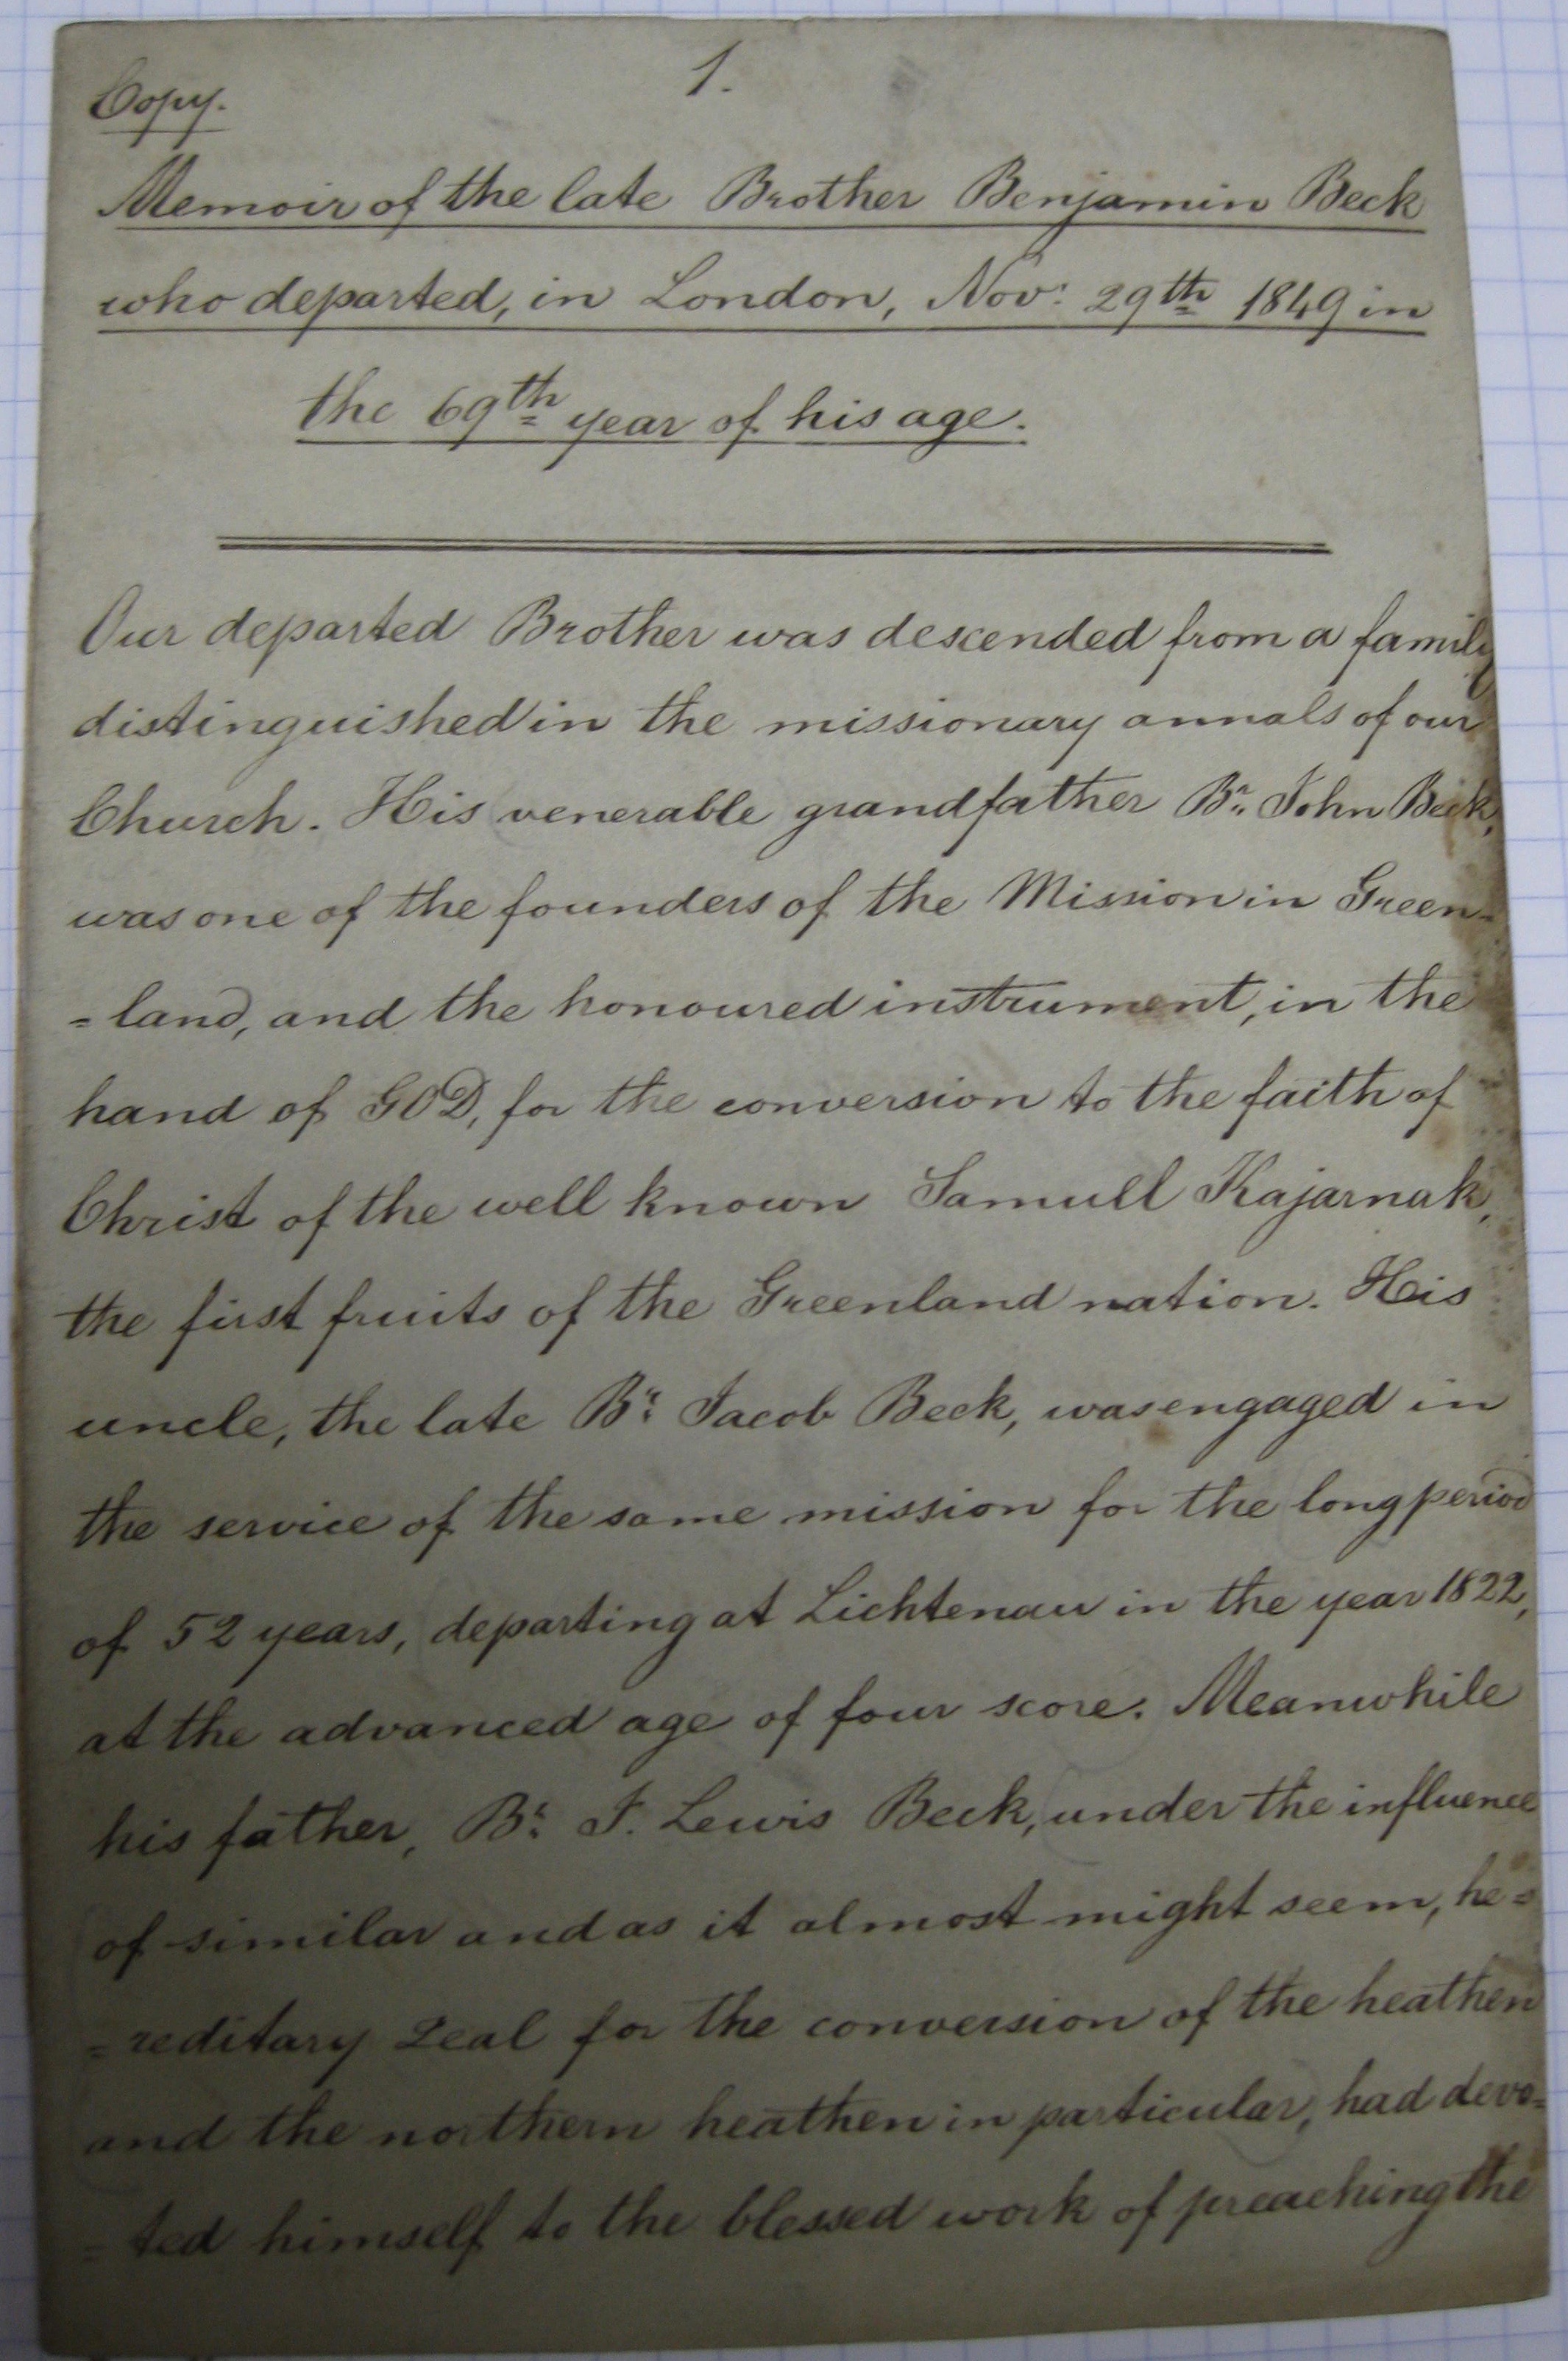 1.
Copy.
Memoir of the late Brother Benjamin Beck
who departed, in London, Novr. 29th 1849 in
the 69th year of his age.
Our departed Brother was descended from a family
distinguished in the missionary annals of our
Church. His venerable grandfather Br. John Beck,
was one of the founders of the Mission in Green-
=land, and the honoured instrument, in the
hand of GOD, for the conversion to the faith of
Christ of the well known Samuel Kajarnak,
the first fruits of the Greenland nation. His
uncle, the late Br. Jacob Beck, was engaged in
the service of the same mission for the long period
of 52 years, departing at Lichtenau in the year 1822,
at the advanced age of four score. Meanwhile
his father, Br. J. Lewis Beck, under the influence
of similar and as it almost might seem, he=
=reditary zeal for the conversion of the heathen
and the northern heathen in particular, had devo=
=ted himself to the blessed work of preaching the